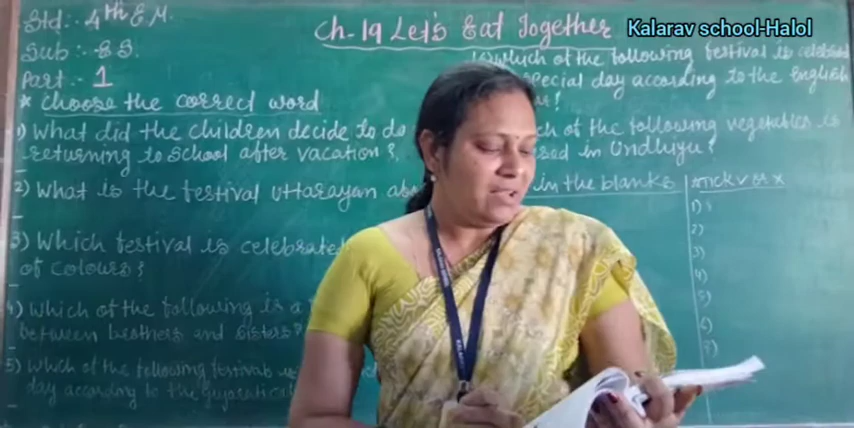 Std:- 4th E.M.
Sub:- E S.
Part:- 1
Ch-19 Let's Eat Together
Kalarav school-Halol
* Choose the correct word
1) What did the children decide to do
returning to school after vacation?
2) What is the festival Uttarayan
3) Which festival is celebrated
of colours?
4) Which of the following is a
between brothers and sisters?
5) Which of the following festivals
day according to the gujarati
which of the following festival is
special day according to the English
of the following vegetables is
in Undhiyu?
in the blanks
Tick ✓ or ×
1)
2)
3)
4)
5)
6)
7)
KALARAV